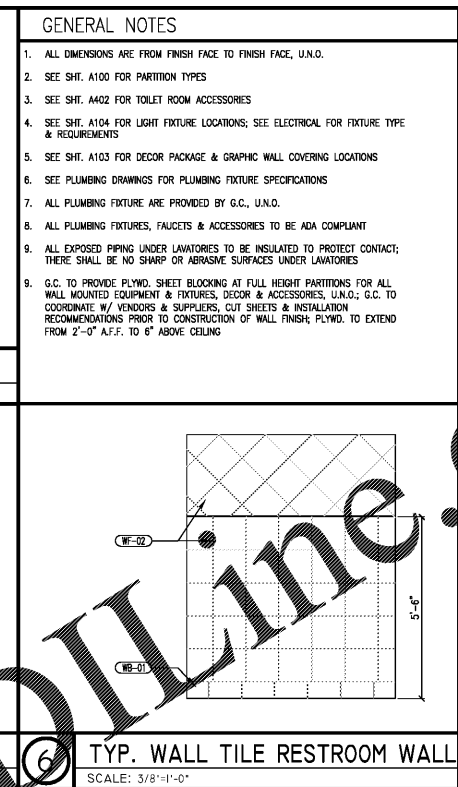 GENERAL NOTES
1. ALL DIMENSIONS ARE FROM FINISH FACE TO FINISH FACE, U.N.O.
2. SEE SHT. A100 FOR PARTITION TYPES
3. SEE SHT. A402 FOR TOILET ROOM ACCESSORIES
4. SEE SHT. A104 FOR LIGHT FIXTURE LOCATIONS; SEE ELECTRICAL FOR FIXTURE TYPE
& REQUIREMENTS
5. SEE SHT. A103 FOR DECOR PACKAGE & GRAPHIC WALL COVERING LOCATIONS
6. SEE PLUMBING DRAWINGS FOR PLUMBING FIXTURE SPECIFICATIONS
7. ALL PLUMBING FIXTURE ARE PROVIDED BY G.C., U.N.O.
8. ALL PLUMBING FIXTURES, FAUCETS & ACCESSORIES TO BE ADA COMPLIANT
9. ALL EXPOSED PIPING UNDER LAVATORIES TO BE INSULATED TO PROTECT CONTACT;
THERE SHALL BE NO SHARP OR ABRASIVE SURFACES UNDER LAVATORIES
9. G.C. TO PROVIDE PLYWD. SHEET BLOCKING AT FULL HEIGHT PARTITIONS FOR ALL
WALL MOUNTED EQUIPMENT & FIXTURES, DECOR & ACCESSORIES, U.N.O.; G.C. TO
COORDINATE W/ VENDORS & SUPPLIERS, CUT SHEETS & INSTALLATION
RECOMMENDATIONS PRIOR TO CONSTRUCTION OF WALL FINISH; PLYWD. TO EXTEND
FROM 2'-0" A.F.F. TO 6" ABOVE CEILING
WF-02
5'-6"
WB-01
DILine.
6 TYP. WALL TILE RESTROOM WALL
SCALE: 3/8"=1'-0"